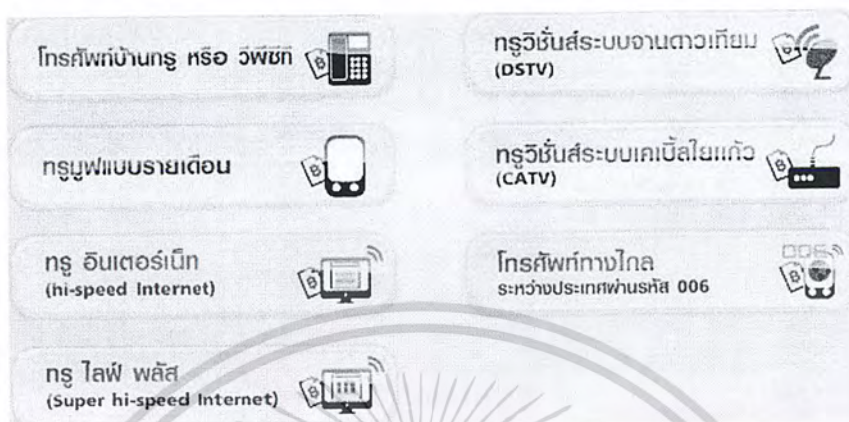 โทรศัพท์บ้านทรู หรือ วีพีซีที
ทรูมูฟแบบรายเดือน
ทรู อินเตอร์เน็ท
(hi-speed Internet)
ทรู ไลฟ์ พลัส
(Super hi-speed Internet)
ทรูวิชั่นส์ระบบจานดาวเทียม
(DSTV)
ทรูวิชั่นส์ระบบเคเบิ้ลใยแก้ว
(CATV)
โทรศัพท์ทางไกล
ระหว่างประเทศผ่านรหัส 006
006